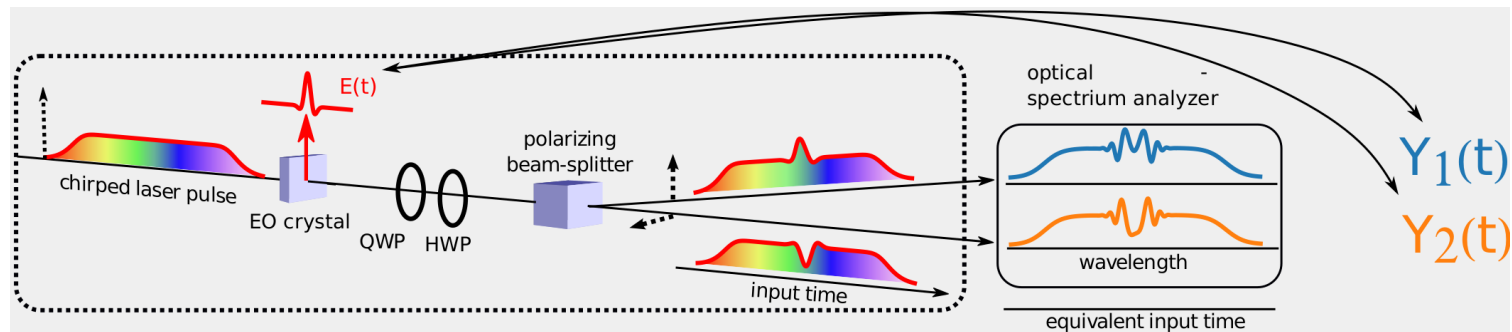 E(t)
chirped laser pulse
EO crystal
QWP
HWP
polarizing
beam-splitter
input time
optical -
spectrium analyzer
wavelength
equivalent input time
Y1(t)
Y2(t)